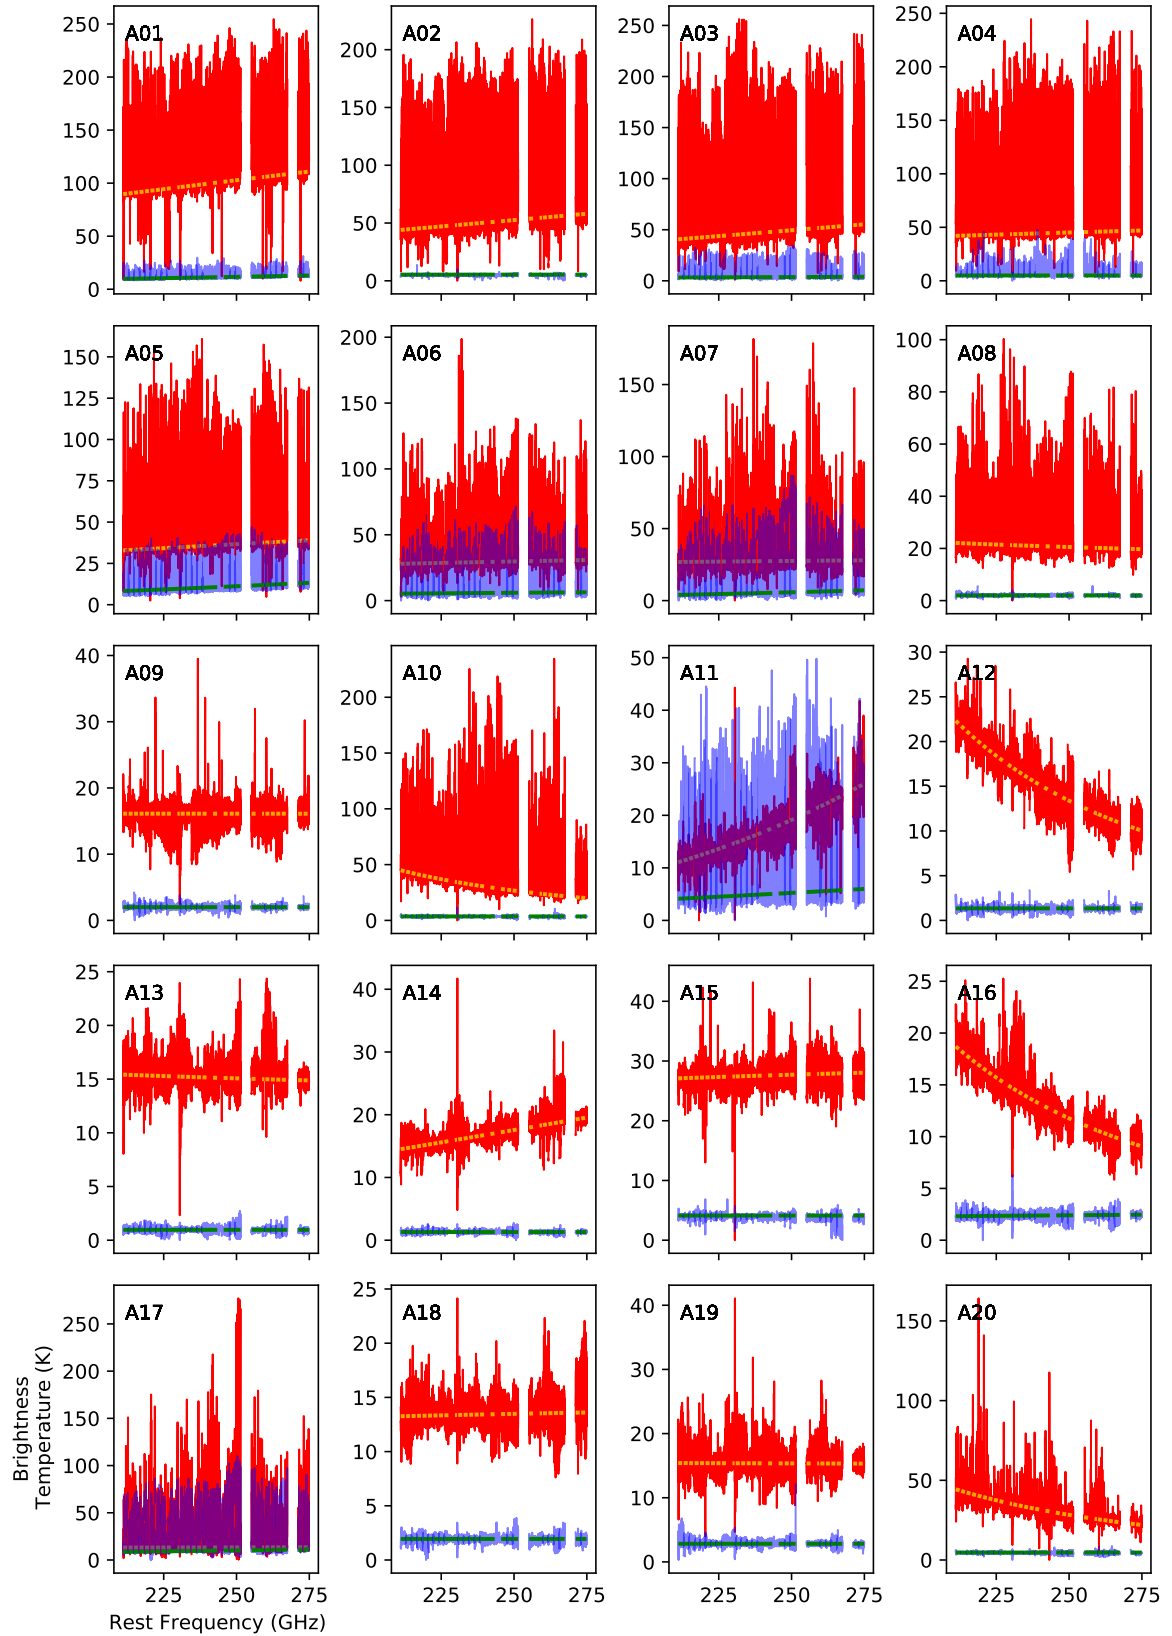 A01 A02 A03 A04
250 200 150 100 50 0
200 150 100 50 0
250 200 150 100 50 0
250 200 150 100 50 0
A05 A06 A07 A08
150 125 100 75 50 25 0
200 150 100 50 0
150 100 50 0
100 80 60 40 20 0
A09 A10 A11 A12
40 30 20 10 0
200 150 100 50 0
50 40 30 20 10 0
30 25 20 15 10 5 0
A13 A14 A15 A16
25 20 15 10 5 0
40 30 20 10 0
40 30 20 10 0
25 20 15 10 5 0
A17 A18 A19 A20
250 200 150 100 50 0
25 20 15 10 5 0
40 30 20 10 0
150 100 50 0
Brightness
Temperature (K)
225 250 275 225 250 275 225 250 275 225 250 275
Rest Frequency (GHz)